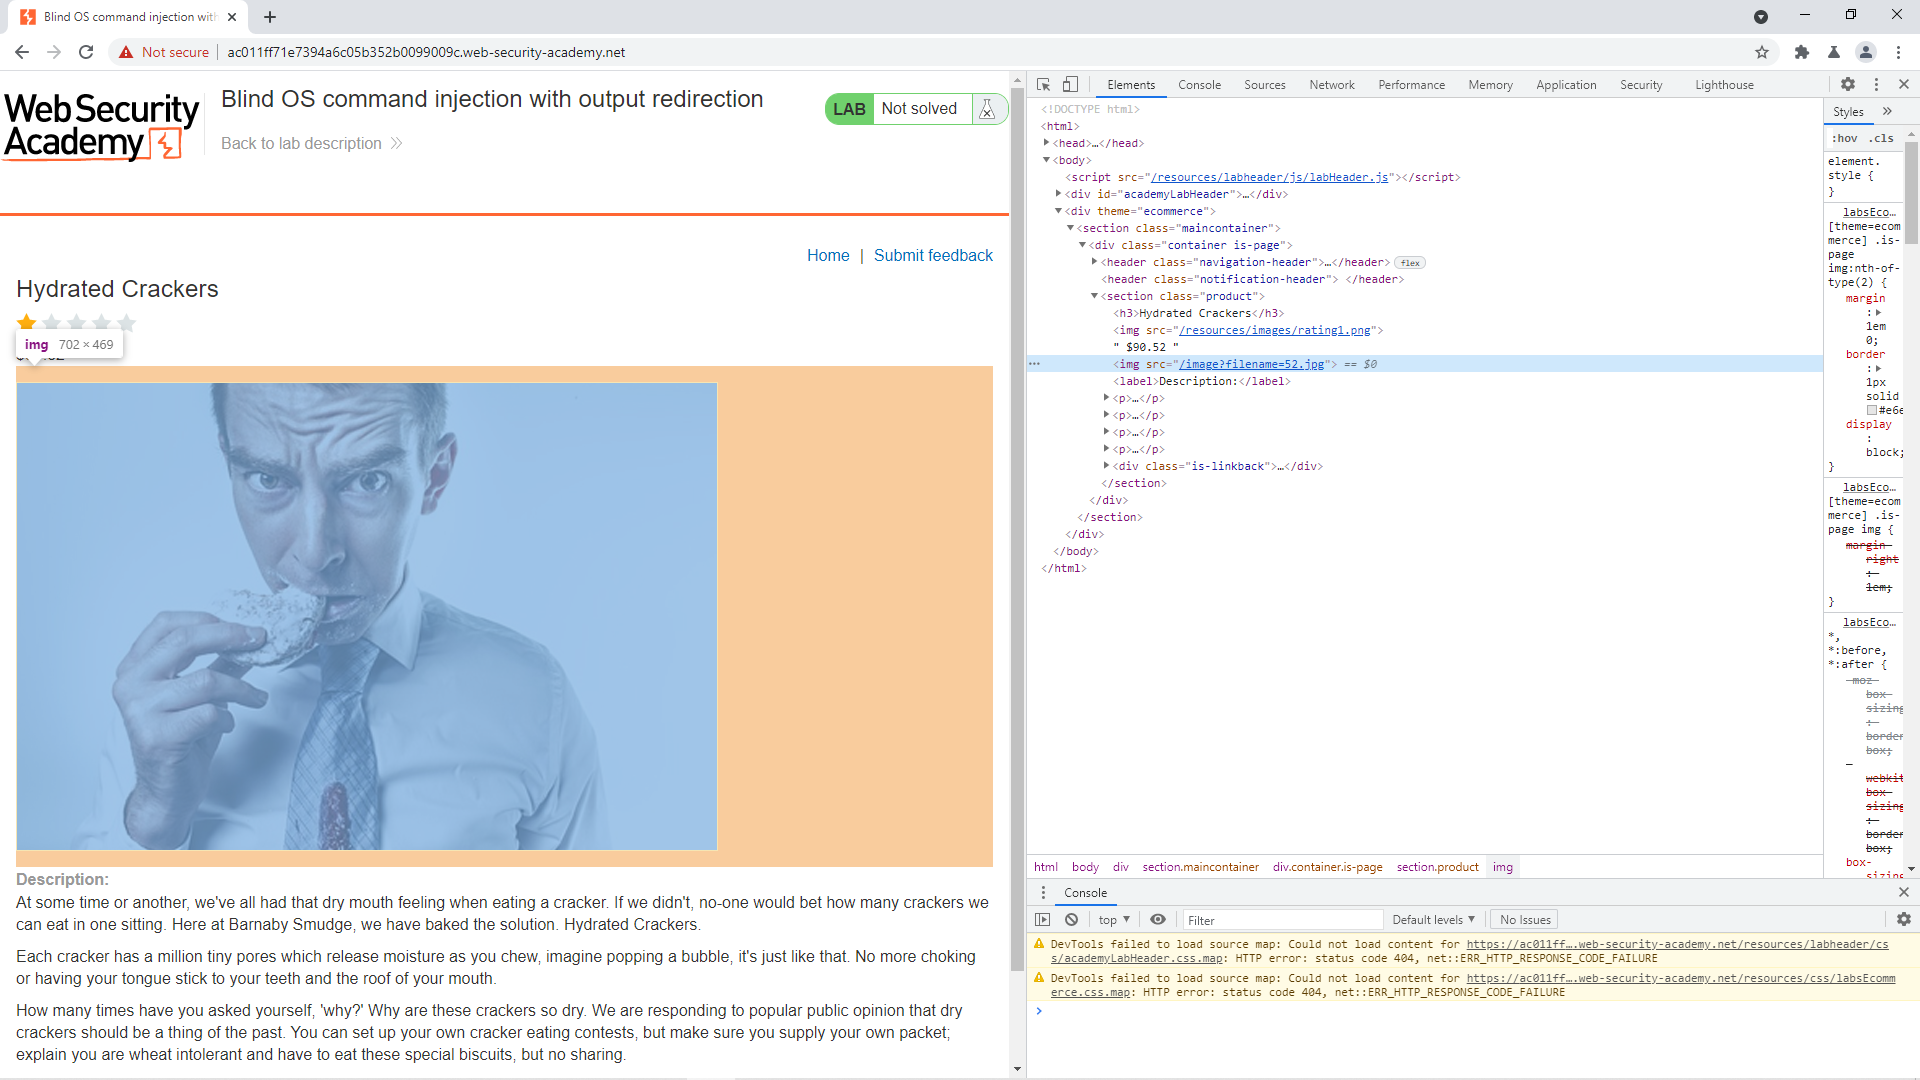 Blind OS command injection with
Not secure
ac011ff71e7394a6c05b352b0099009c.web-security-academy.net
Web Security
Academy
Blind OS command injection with output redirection
Back to lab description
LAB
Not solved
Home | Submit feedback
Hydrated Crackers
img 702 × 469
Description:
At some time or another, we've all had that dry mouth feeling when eating a cracker. If we didn't, no-one would bet how many crackers we
can eat in one sitting. Here at Barnaby Smudge, we have baked the solution. Hydrated Crackers.
Each cracker has a million tiny pores which release moisture as you chew, imagine popping a bubble, it's just like that. No more choking
or having your tongue stick to your teeth and the roof of your mouth.
How many times have you asked yourself, 'why?' Why are these crackers so dry. We are responding to popular public opinion that dry
crackers should be a thing of the past. You can set up your own cracker eating contests, but make sure you supply your own packet;
explain you are wheat intolerant and have to eat these special biscuits, but no sharing.
Elements Console Sources Network Performance Memory Application Security Lighthouse
<!DOCTYPE html>
<html>
<head>…</head>
<body>
<script src="/resources/labheader/js/labHeader.js"></script>
<div id="academyLabHeader">…</div>
<div theme="ecommerce">
<section class="maincontainer">
<div class="container is-page">
<header class="navigation-header">…</header> flex
<header class="notification-header"> </header>
<section class="product">
<h3>Hydrated Crackers</h3>
<img src="/resources/images/rating1.png">
" $90.52 "
<img src="/image?filename=52.jpg"> == $0
<label>Description:</label>
<p>…</p>
<p>…</p>
<p>…</p>
<p>…</p>
<div class="is-linkback">…</div>
</section>
</div>
</section>
</div>
</body>
</html>
html body div section.maincontainer div.container.is-page section.product img
Styles
:hov .cls
element.
style {
}
labsEco…
[theme=ecom
merce] .is-
page
img:nth-of-
type(2) {
margin
:
1em
0;
border
:
1px
solid
#e6e
display
:
block;
}
labsEco…
[theme=ecom
merce] .is-
page img {
margin-
right
:
1em;
}
labsEco…
*,
*:before,
*:after {
-moz-
box-
sizing
:
border
box;
-
webkit
box-
sizing
:
border
box;
box-
sizing
Console
top
Filter
Default levels
No Issues
DevTools failed to load source map: Could not load content for https://ac011ff….web-security-academy.net/resources/labheader/cs
s/academyLabHeader.css.map: HTTP error: status code 404, net::ERR_HTTP_RESPONSE_CODE_FAILURE
DevTools failed to load source map: Could not load content for https://ac011ff….web-security-academy.net/resources/css/labsEcomm
erce.css.map: HTTP error: status code 404, net::ERR_HTTP_RESPONSE_CODE_FAILURE